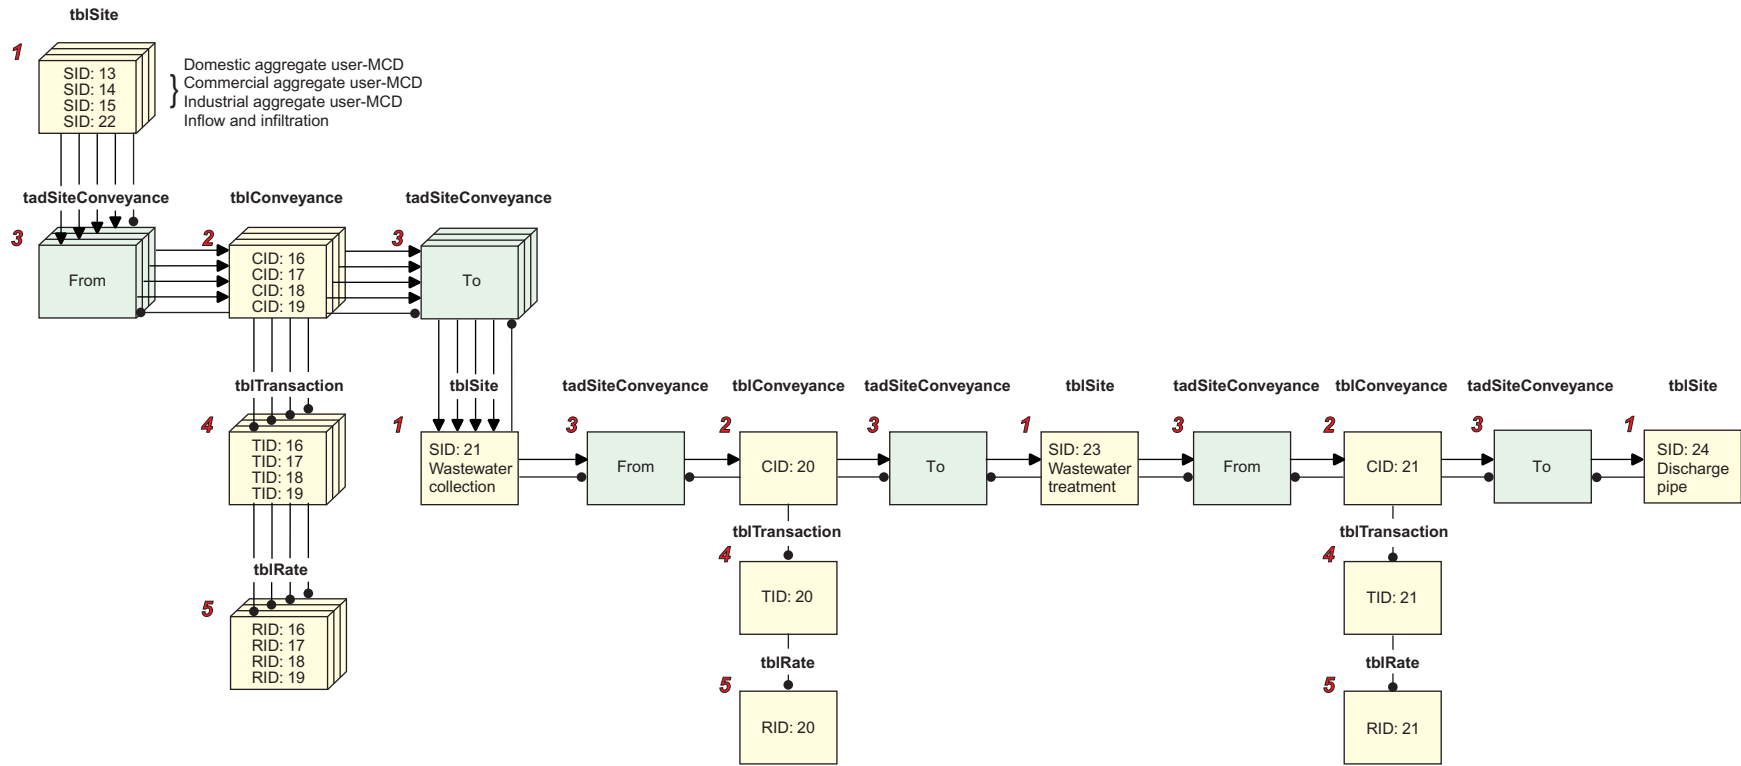 tblSite
1
SID: 13
SID: 14
SID: 15
SID: 22
}
Domestic aggregate user-MCD
Commercial aggregate user-MCD
Industrial aggregate user-MCD
Inflow and infiltration
tadSiteConveyance
tblConveyance
tadSiteConveyance
3
From
2
CID: 16
CID: 17
CID: 18
CID: 19
3
To
tblTransaction
4
TID: 16
TID: 17
TID: 18
TID: 19
tblRate
5
RID: 16
RID: 17
RID: 18
RID: 19
tblSite
tadSiteConveyance
tblConveyance
tadSiteConveyance
tblSite
tadSiteConveyance
tblConveyance
tadSiteConveyance
tblSite
1
SID: 21
Wastewater
collection
3
From
2
CID: 20
3
To
1
SID: 23
Wastewater
treatment
3
From
2
CID: 21
3
To
1
SID: 24
Discharge
pipe
tblTransaction
4
TID: 20
tblRate
5
RID: 20
tblTransaction
4
TID: 21
tblRate
5
RID: 21